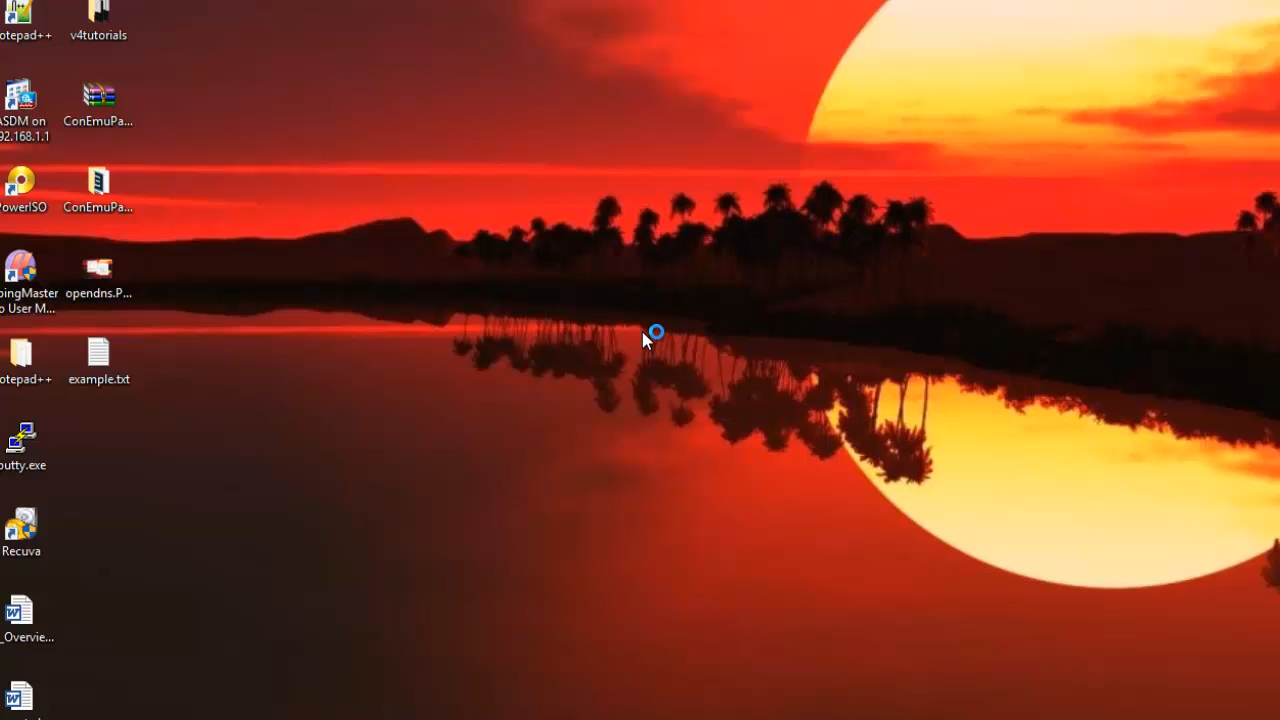 otepad++
v4tutorials
ASDM on
92.168.1.1
ConEmuPa...
PowerISO
ConEmuPa...
pingMaster
o User M...
opendns.P...
otepad++
example.txt
putty.exe
Recuva
_Overvie...